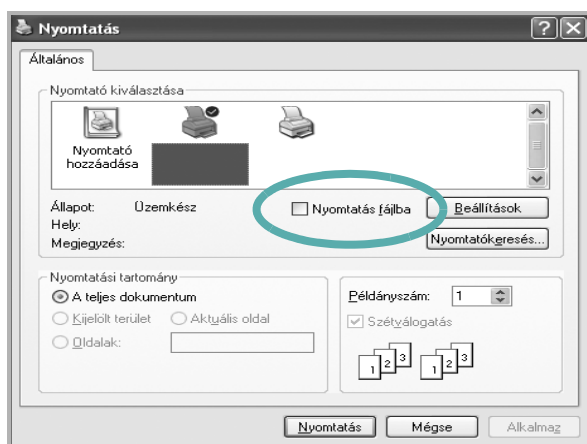 Nyomtatás
Általános
Nyomtató kiválasztása
Nyomtató
hozzáadása
Állapot: Üzemkész
Nyomtatás fájlba
Beállítások
Hely:
Megjegyzés:
Nyomtatókeresés...
Nyomtatási tartomány
A teljes dokumentum
Kijelölt terület Aktuális oldal
Oldalak:
Példányszám: 1
Szétválogatás
1 2 3 1 2 3
Nyomtatás Mégse Alkalmaz